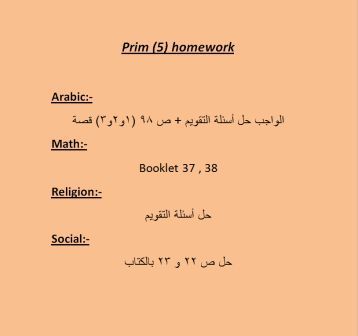 Prim (5) homework
Arabic:-
الواجب حل أسئلة التقويم + ص ٩٨ (١و٢و٣) قصة
Math:-
Booklet 37 , 38
Religion:-
حل أسئلة التقويم
Social:-
حل ص ٢٢ و ٢٣ بالكتاب